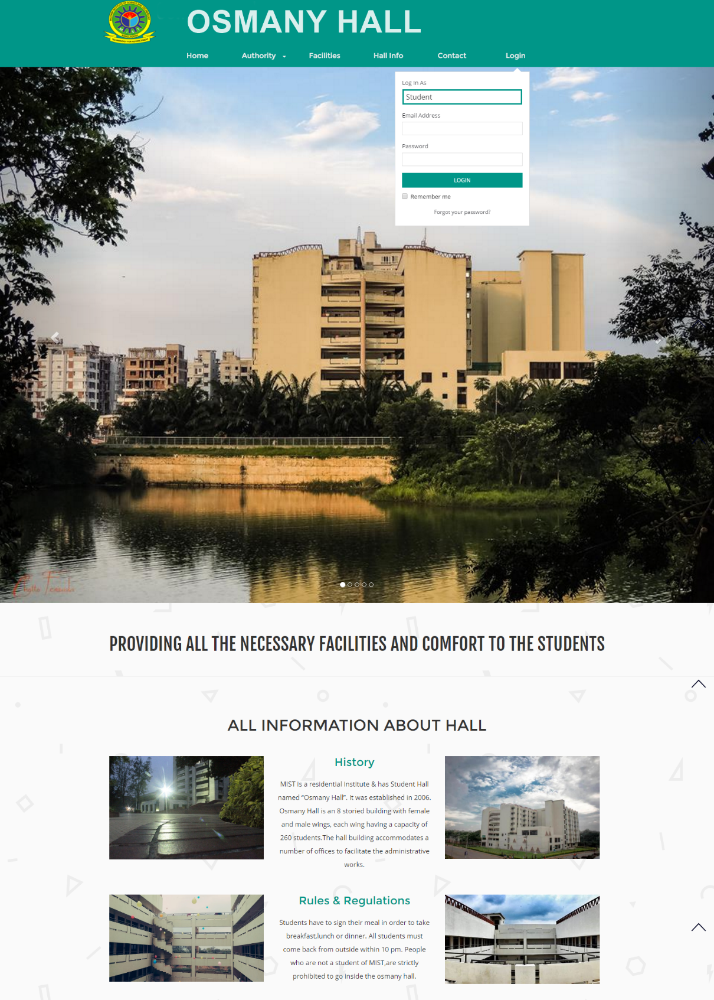 OSMANY HALL
Home Authority Facilities Hall Info Contact Login
Log In As
Student
Email Address
Password
LOGIN
Remember me
Forgot your password?
PROVIDING ALL THE NECESSARY FACILITIES AND COMFORT TO THE STUDENTS
ALL INFORMATION ABOUT HALL
History
MIST is a residential institute & has Student Hall
named “Osmany Hall”. It was established in 2006.
Osmany Hall is an 8 storied building with female
and male wings, each wing having a capacity of
260 students.The hall building accommodates a
number of offices to facilitate the administrative
works.
Rules & Regulations
Students have to sign their meal in order to take
breakfast,lunch or dinner. All students must
come back from outside within 10 pm. People
who are not a student of MIST,are strictly
prohibited to go inside the osmany hall.